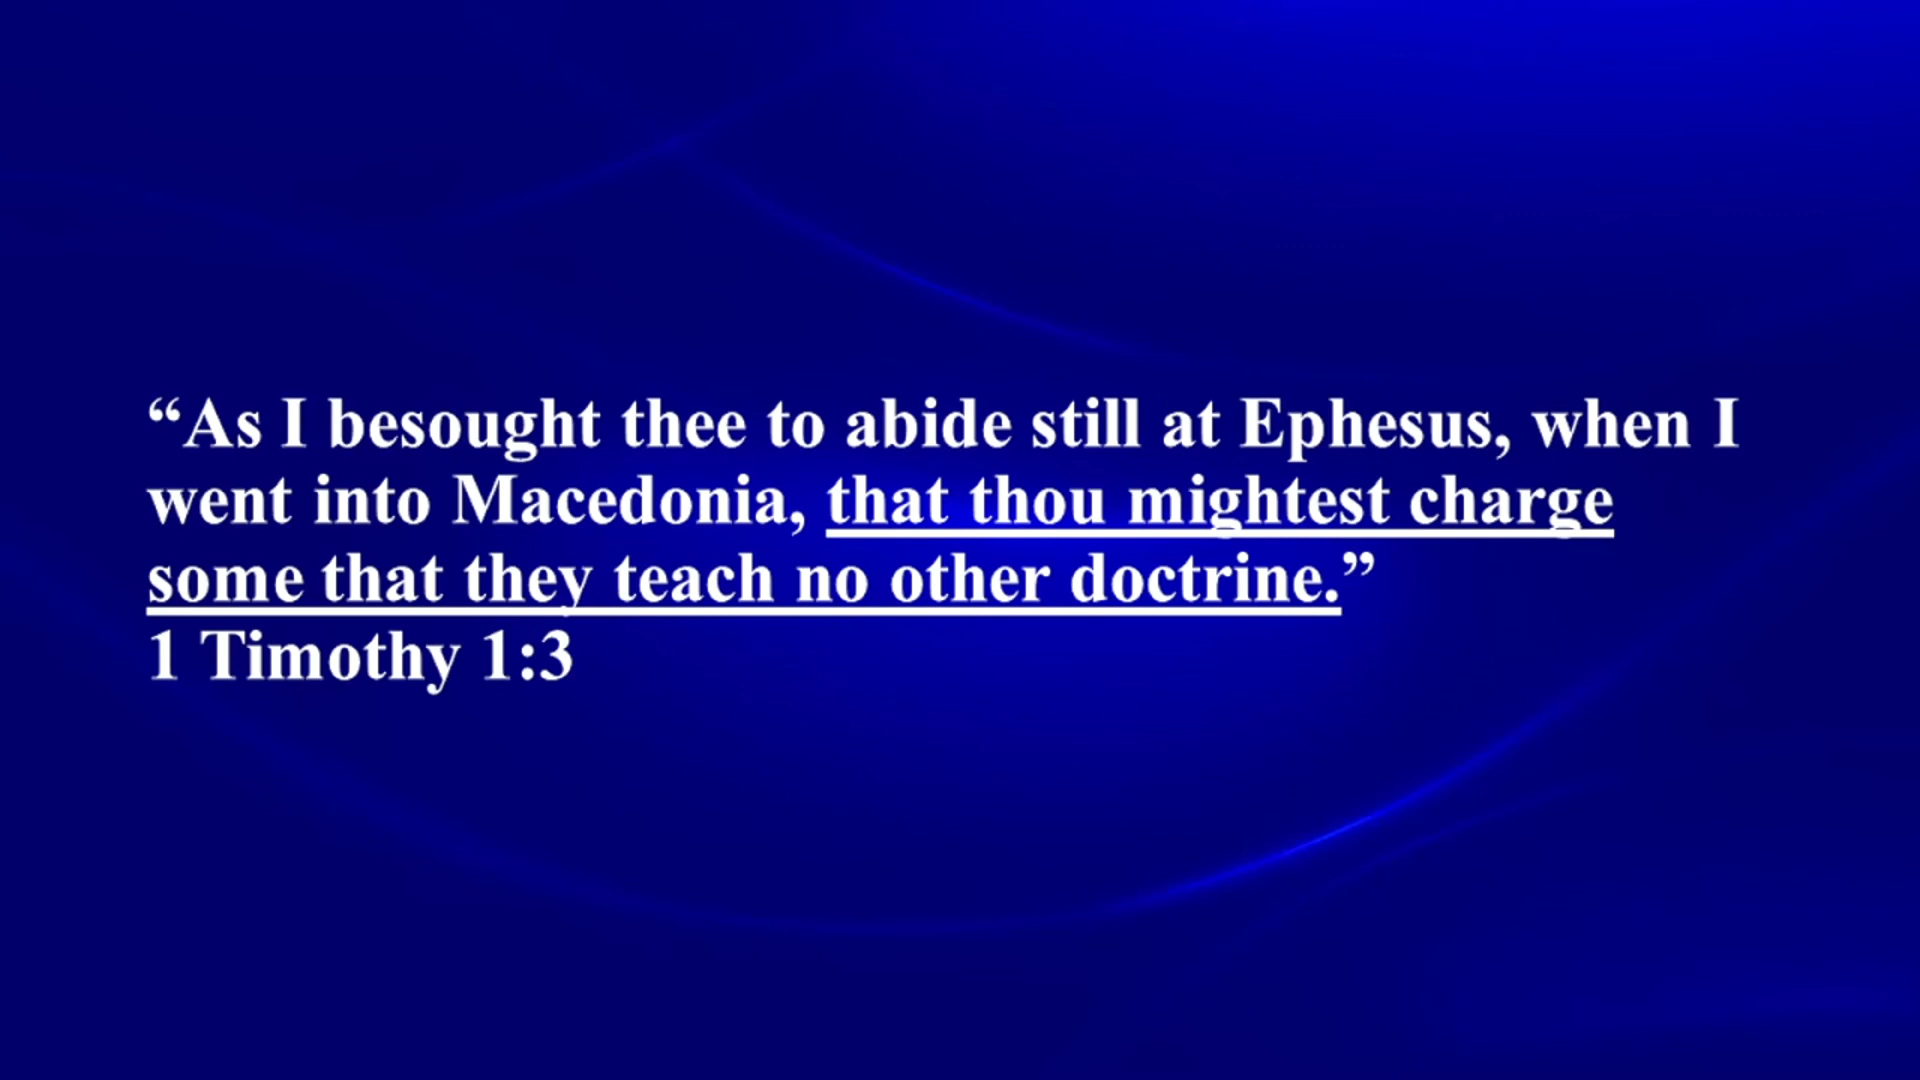 “As I besought thee to abide still at Ephesus, when I
went into Macedonia, that thou mightest charge
some that they teach no other doctrine.”
1 Timothy 1:3